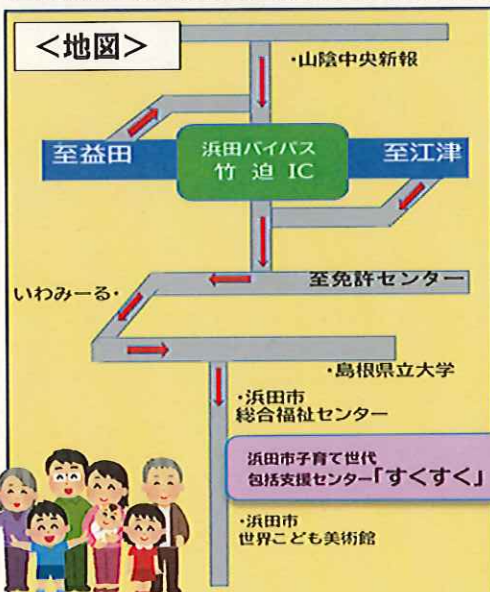 ＜地図＞
・山陰中央新報
至益田
浜田バイパス
竹迫 IC
至江津
至免許センター
いわみーる・
・島根県立大学
・浜田市
総合福祉センター
浜田市子育て世代
包括支援センター「すくすく」
・浜田市
世界こども美術館